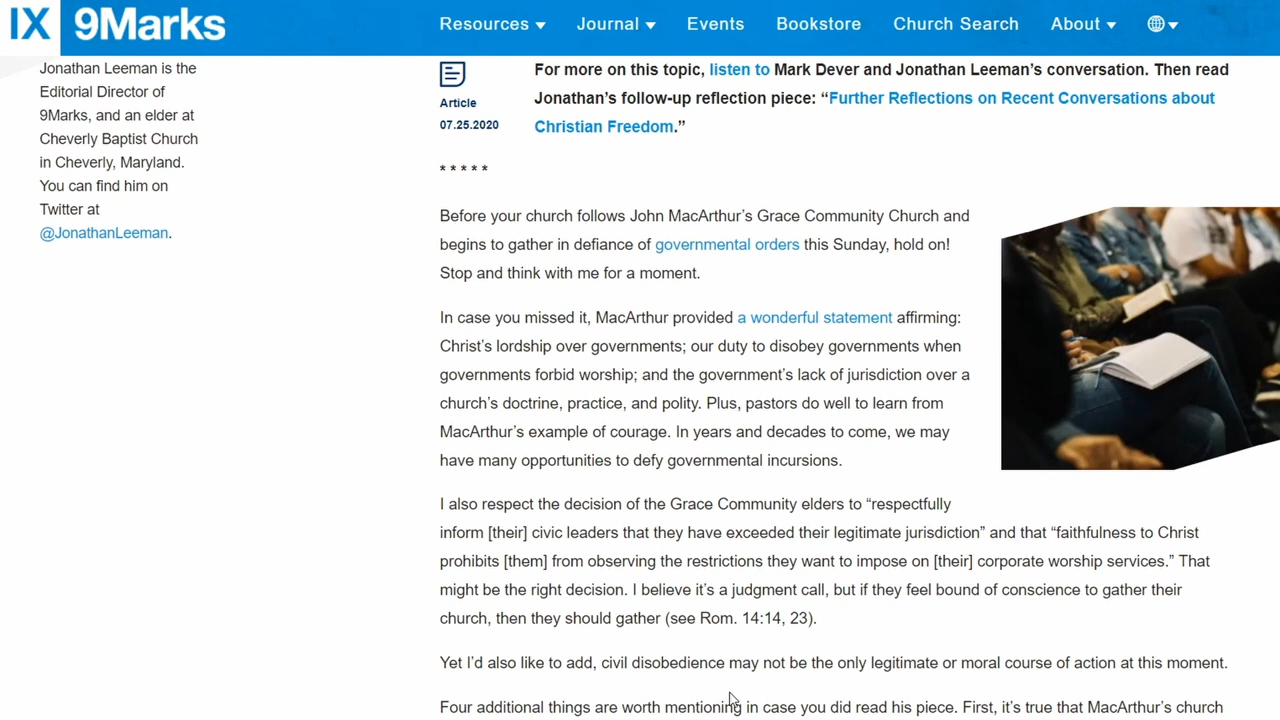 IX 9Marks
Resources Journal Events Bookstore Church Search About
Jonathan Leeman is the
Editorial Director of
9Marks, and an elder at
Cheverly Baptist Church
in Cheverly, Maryland.
You can find him on
Twitter at
@JonathanLeeman.
Article
07.25.2020
For more on this topic, listen to Mark Dever and Jonathan Leeman’s conversation. Then read
Jonathan’s follow-up reflection piece: “Further Reflections on Recent Conversations about
Christian Freedom.”
* * * * *
Before your church follows John MacArthur’s Grace Community Church and
begins to gather in defiance of governmental orders this Sunday, hold on!
Stop and think with me for a moment.
In case you missed it, MacArthur provided a wonderful statement affirming:
Christ’s lordship over governments; our duty to disobey governments when
governments forbid worship; and the government’s lack of jurisdiction over a
church’s doctrine, practice, and polity. Plus, pastors do well to learn from
MacArthur’s example of courage. In years and decades to come, we may
have many opportunities to defy governmental incursions.
I also respect the decision of the Grace Community elders to “respectfully
inform [their] civic leaders that they have exceeded their legitimate jurisdiction” and that “faithfulness to Christ
prohibits [them] from observing the restrictions they want to impose on [their] corporate worship services.” That
might be the right decision. I believe it’s a judgment call, but if they feel bound of conscience to gather their
church, then they should gather (see Rom. 14:14, 23).
Yet I’d also like to add, civil disobedience may not be the only legitimate or moral course of action at this moment.
Four additional things are worth mentioning in case you did read his piece. First, it’s true that MacArthur’s church